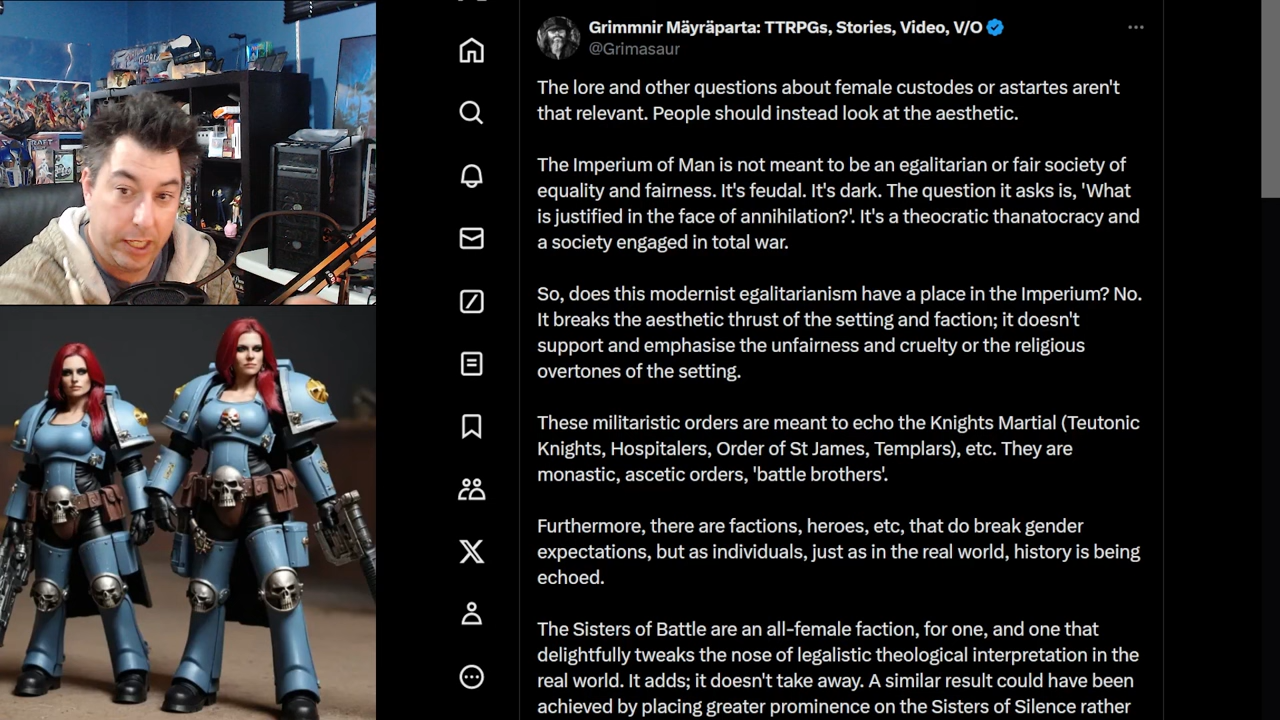 Grimmnir Mäyräparta: TTRPGs, Stories, Video, V/O
@Grimasaur
The lore and other questions about female custodes or astartes aren't
that relevant. People should instead look at the aesthetic.
The Imperium of Man is not meant to be an egalitarian or fair society of
equality and fairness. It's feudal. It's dark. The question it asks is, 'What
is justified in the face of annihilation?'. It's a theocratic thanatocracy and
a society engaged in total war.
So, does this modernist egalitarianism have a place in the Imperium? No.
It breaks the aesthetic thrust of the setting and faction; it doesn't
support and emphasise the unfairness and cruelty or the religious
overtones of the setting.
These militaristic orders are meant to echo the Knights Martial (Teutonic
Knights, Hospitalers, Order of St James, Templars), etc. They are
monastic, ascetic orders, 'battle brothers'.
Furthermore, there are factions, heroes, etc, that do break gender
expectations, but as individuals, just as in the real world, history is being
echoed.
The Sisters of Battle are an all-female faction, for one, and one that
delightfully tweaks the nose of legalistic theological interpretation in the
real world. It adds; it doesn't take away. A similar result could have been
achieved by placing greater prominence on the Sisters of Silence rather